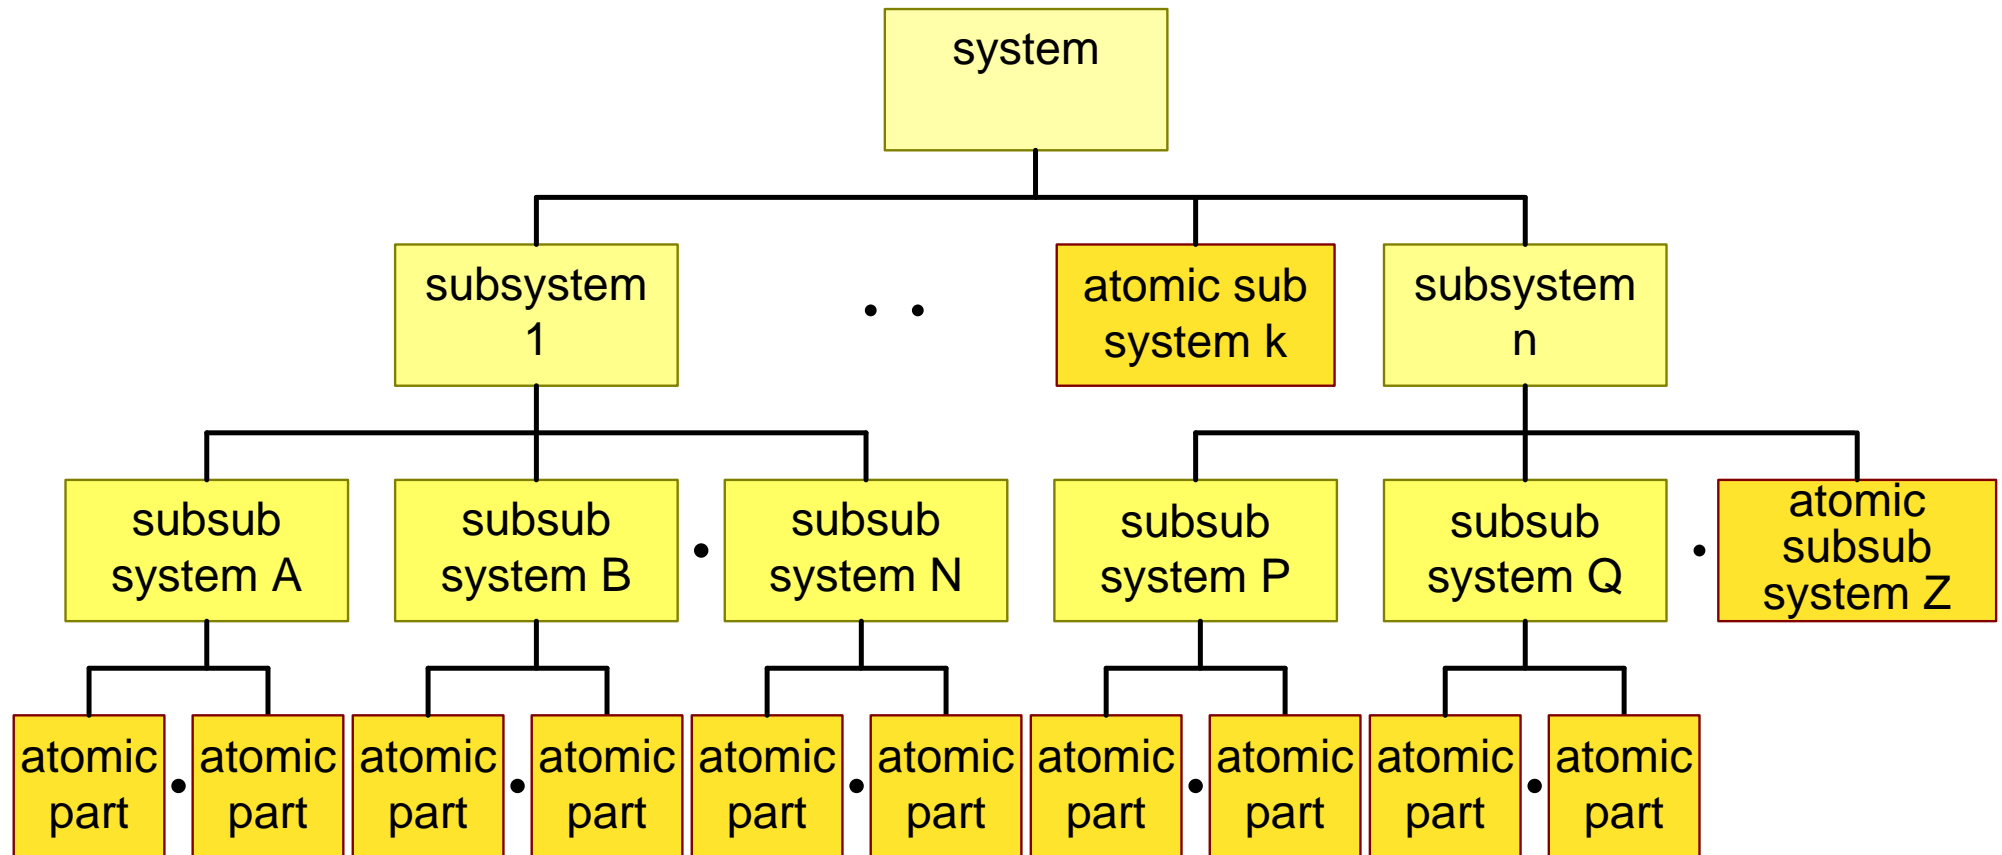 system
subsystem
1
atomic sub
system k
subsystem
n
subsub
system A
subsub
system B
subsub
system N
subsub
system P
subsub
system Q
atomic
subsub
system Z
atomic
part
atomic
part
atomic
part
atomic
part
atomic
part
atomic
part
atomic
part
atomic
part
atomic
part
atomic
part